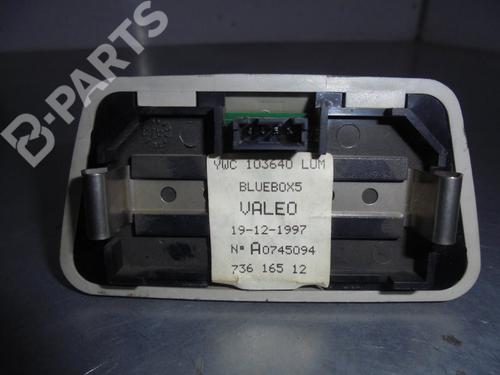 B-PARTS
YWC 103640 LUM
BLUEBOX5
VALEO
19-12-1997
Nº A0745094
736 165 12